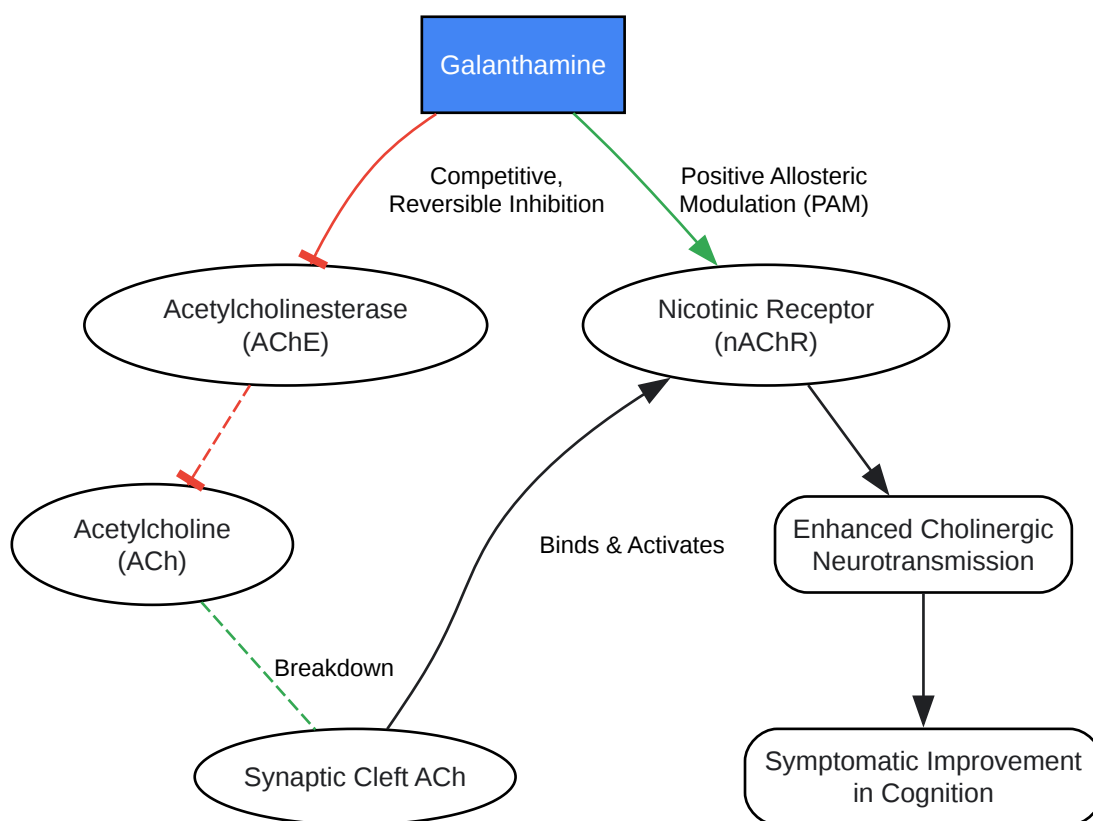 Galanthamine
Competitive,
Reversible Inhibition
Positive Allosteric
Modulation (PAM)
Acetylcholinesterase
(AChE)
Nicotinic Receptor
(nAChR)
Acetylcholine
(ACh)
Binds & Activates
Enhanced Cholinergic
Neurotransmission
Breakdown
Synaptic Cleft ACh
Symptomatic Improvement
in Cognition